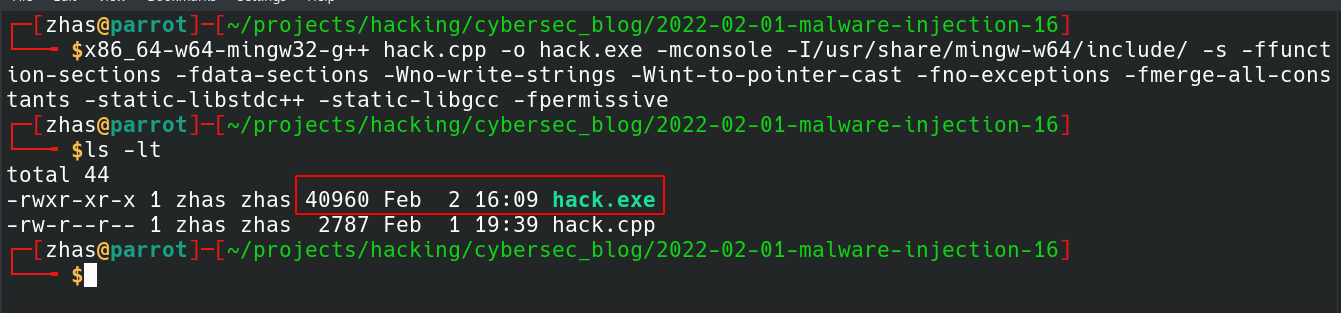 ┌─[zhas@parrot]─[~/projects/hacking/cybersec_blog/2022-02-01-malware-injection-16]
└──╼ $x86_64-w64-mingw32-g++ hack.cpp -o hack.exe -mconsole -I/usr/share/mingw-w64/include/ -s -ffunct
ion-sections -fdata-sections -Wno-write-strings -Wint-to-pointer-cast -fno-exceptions -fmerge-all-cons
tants -static-libstdc++ -static-libgcc -fpermissive
┌─[zhas@parrot]─[~/projects/hacking/cybersec_blog/2022-02-01-malware-injection-16]
└──╼ $ls -lt
total 44
-rwxr-xr-x 1 zhas zhas 40960 Feb  2 16:09 hack.exe
-rw-r--r-- 1 zhas zhas  2787 Feb  1 19:39 hack.cpp
┌─[zhas@parrot]─[~/projects/hacking/cybersec_blog/2022-02-01-malware-injection-16]
└──╼ $